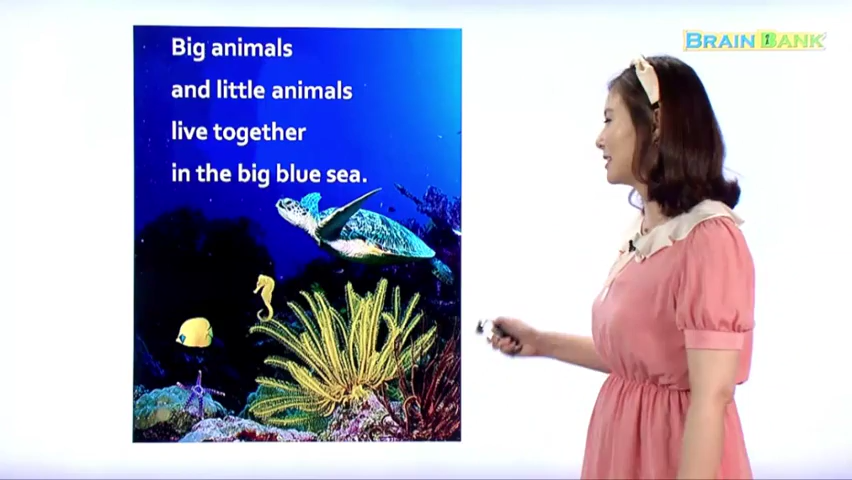 Big animals
and little animals
live together
in the big blue sea.
BRAIN BANK